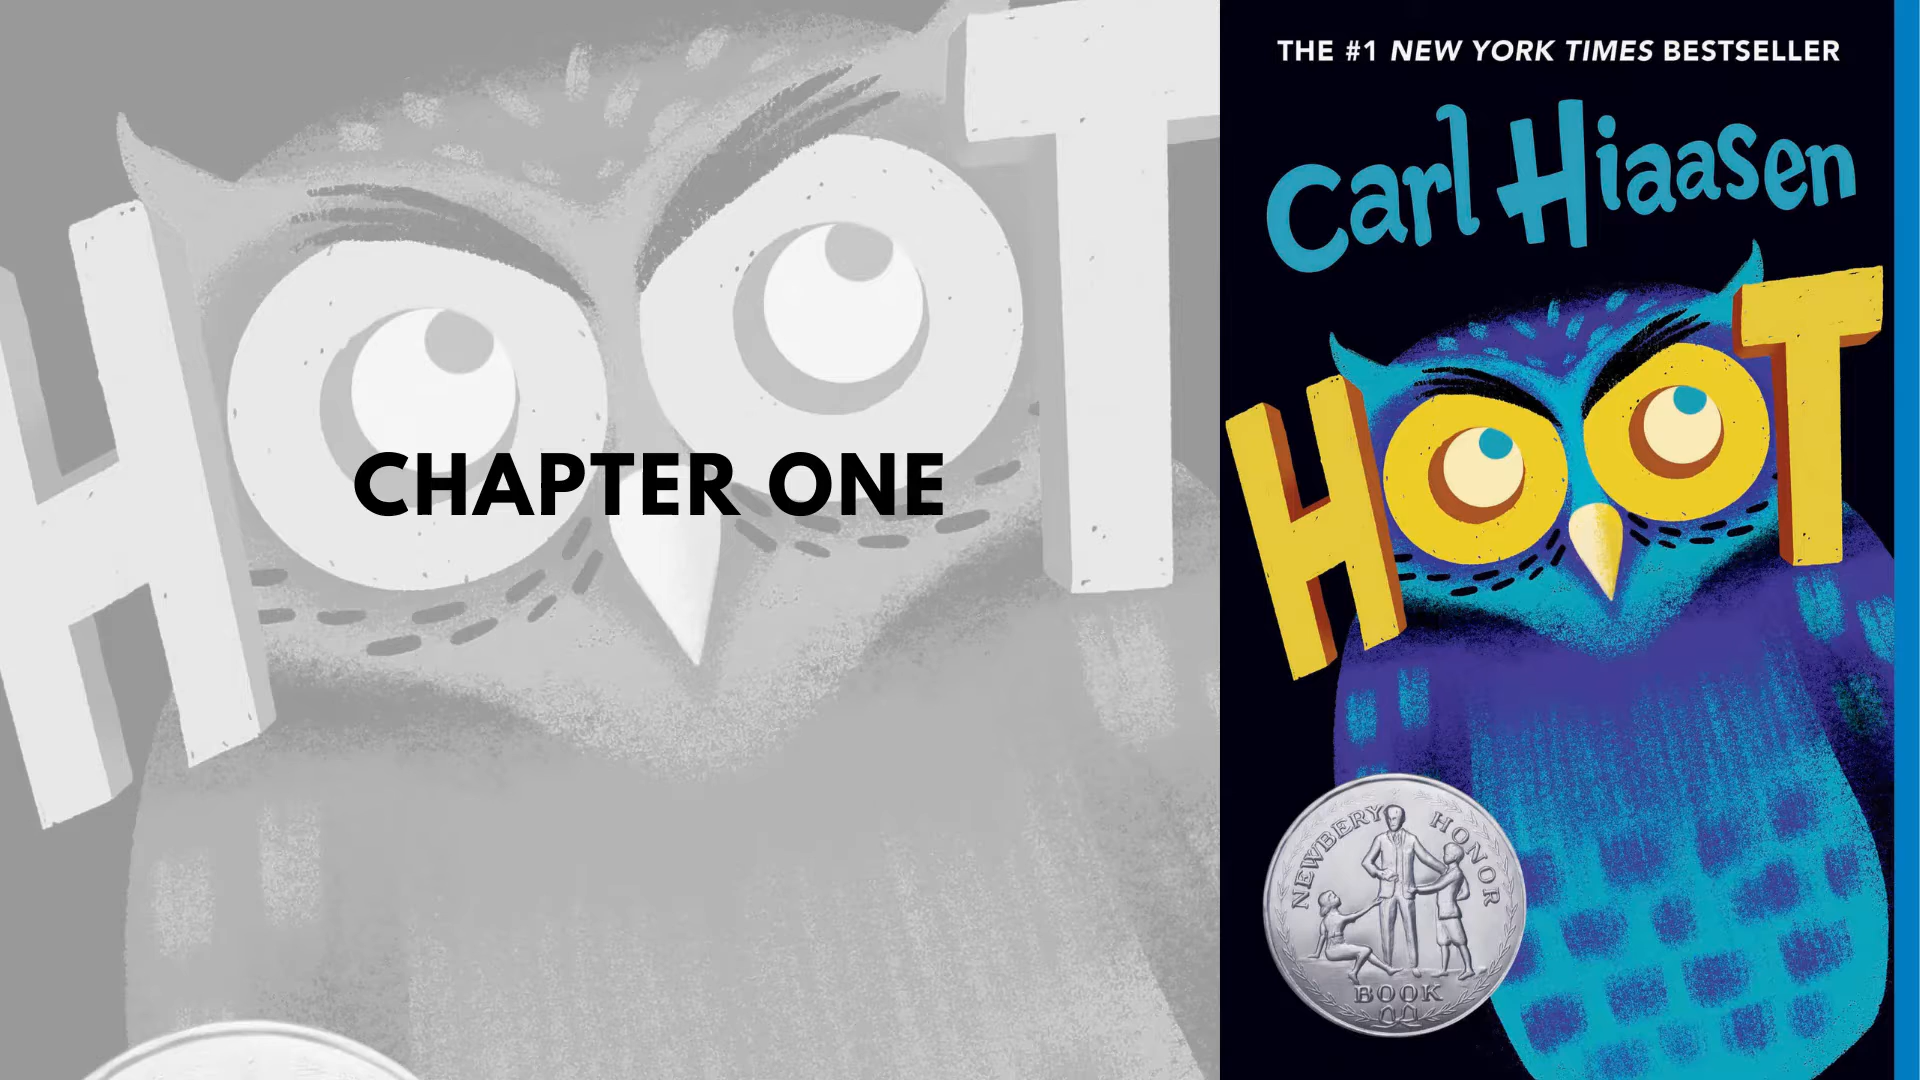 HOOT
CHAPTER ONE
THE #1 NEW YORK TIMES BESTSELLER
Carl Hiaasen
HOOT
NEWBERY HONOR
BOOK